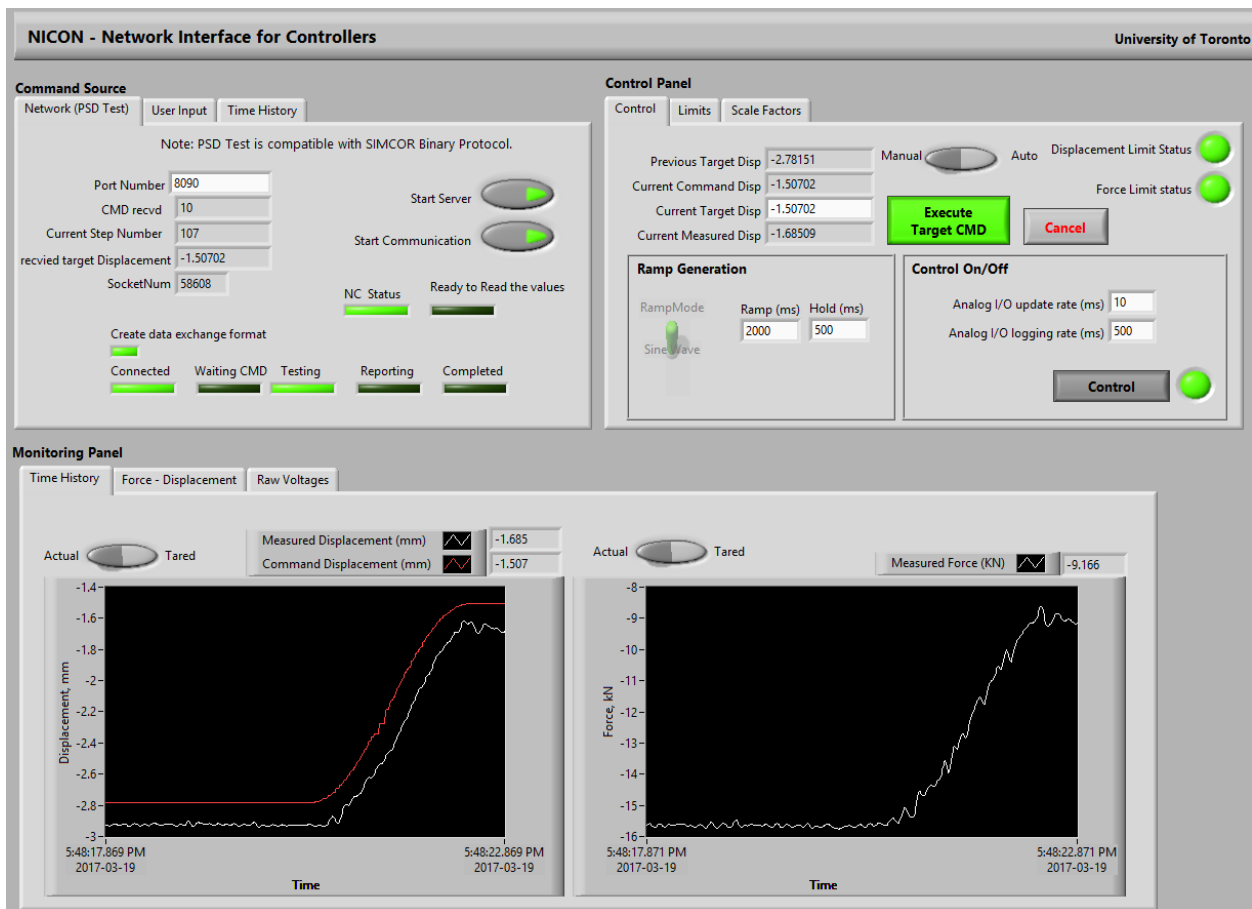 NICON - Network Interface for Controllers
University of Toronto
Command Source
Network (PSD Test) User Input Time History
Note: PSD Test is compatible with SIMCOR Binary Protocol.
Port Number 8090
CMD recvd 10
Current Step Number 107
recvied target Displacement -1.50702
SocketNum 58608
Start Server
Start Communication
NC Status
Ready to Read the values
Create data exchange format
Connected Waiting CMD Testing Reporting Completed
Control Panel
Control Limits Scale Factors
Previous Target Disp -2.78151
Current Command Disp -1.50702
Current Target Disp -1.50702
Current Measured Disp -1.68509
Manual Auto
Displacement Limit Status
Force Limit status
Execute
Target CMD
Cancel
Ramp Generation
RampMode
Sine Wave
Ramp (ms) Hold (ms)
2000 500
Control On/Off
Analog I/O update rate (ms) 10
Analog I/O logging rate (ms) 500
Control
Monitoring Panel
Time History Force - Displacement Raw Voltages
Actual Tared
Measured Displacement (mm) -1.685
Command Displacement (mm) -1.507
Displacement, mm
-1.4
-1.6
-1.8
-2
-2.2
-2.4
-2.6
-2.8
-3
5:48:17.869 PM 5:48:22.869 PM
2017-03-19 2017-03-19
Time
Actual Tared
Measured Force (KN) -9.166
Force, kN
-8
-9
-10
-11
-12
-13
-14
-15
-16
5:48:17.871 PM 5:48:22.871 PM
2017-03-19 2017-03-19
Time